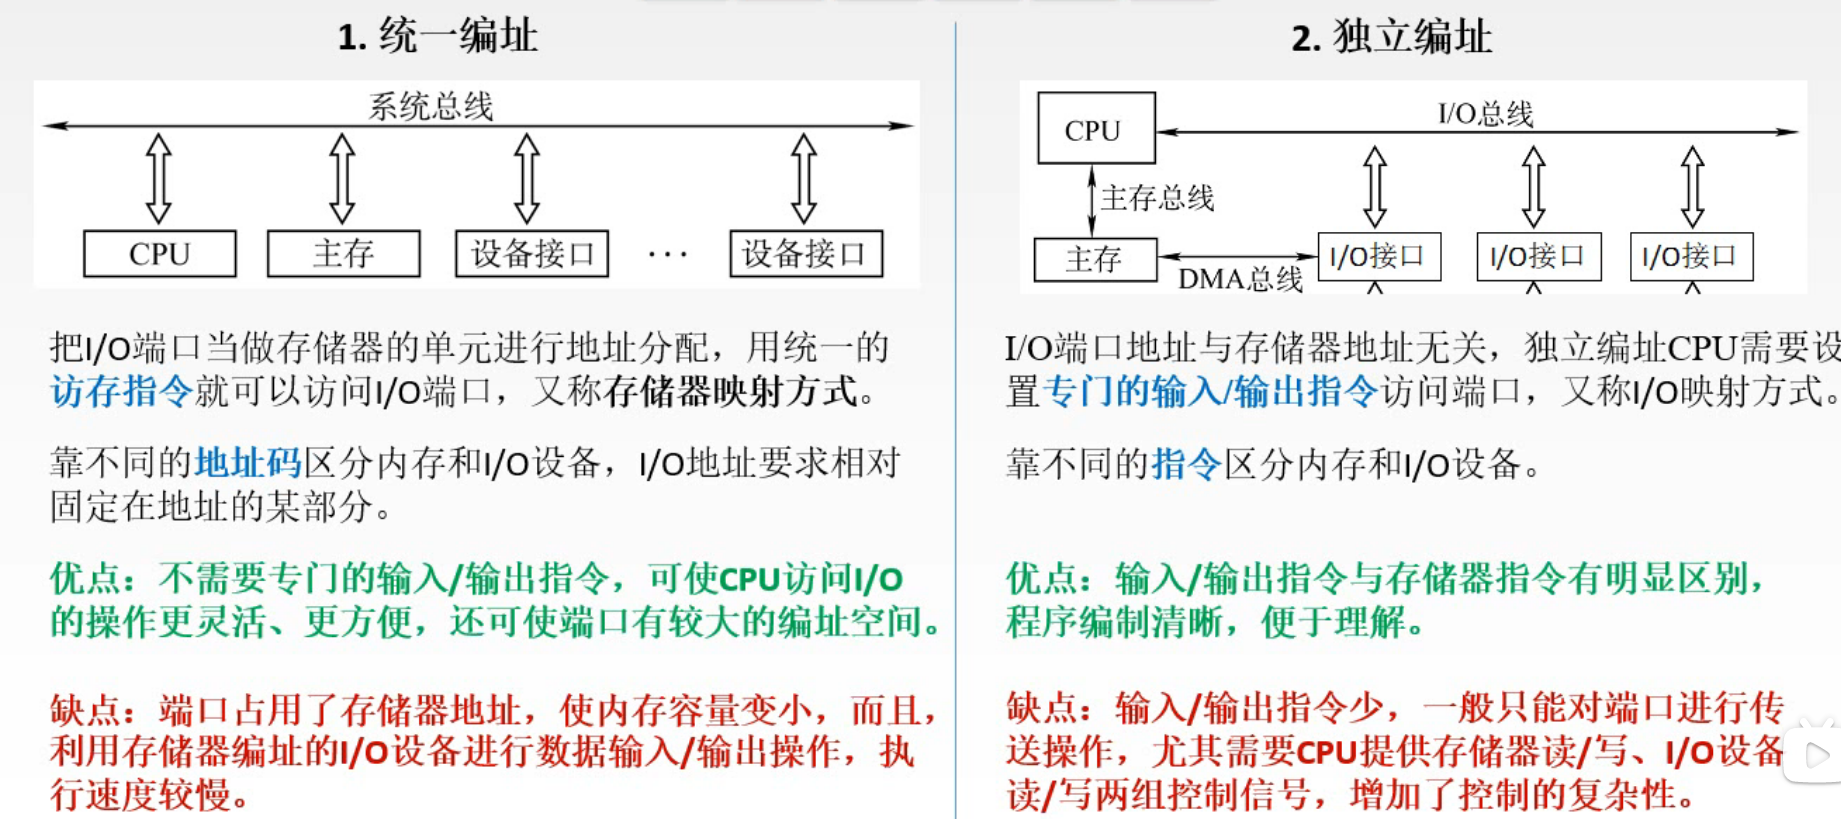 1. 统一编址
系统总线
CPU
主存
设备接口
...
设备接口
把I/O端口当做存储器的单元进行地址分配，用统一的
访存指令就可以访问I/O端口，又称存储器映射方式。
靠不同的地址码区分内存和I/O设备，I/O地址要求相对
固定在地址的某部分。
优点：不需要专门的输入/输出指令，可使CPU访问I/O
的操作更灵活、更方便，还可使端口有较大的编址空间。
缺点：端口占用了存储器地址，使内存容量变小，而且，
利用存储器编址的I/O设备进行数据输入/输出操作，执
行速度较慢。
2. 独立编址
CPU
I/O总线
主存总线
主存
DMA总线
I/O接口
I/O接口
I/O接口
I/O端口地址与存储器地址无关，独立编址CPU需要设
置专门的输入/输出指令访问端口，又称I/O映射方式。
靠不同的指令区分内存和I/O设备。
优点：输入/输出指令与存储器指令有明显区别，
程序编制清晰，便于理解。
缺点：输入/输出指令少，一般只能对端口进行传
送操作，尤其需要CPU提供存储器读/写、I/O设备
读/写两组控制信号，增加了控制的复杂性。